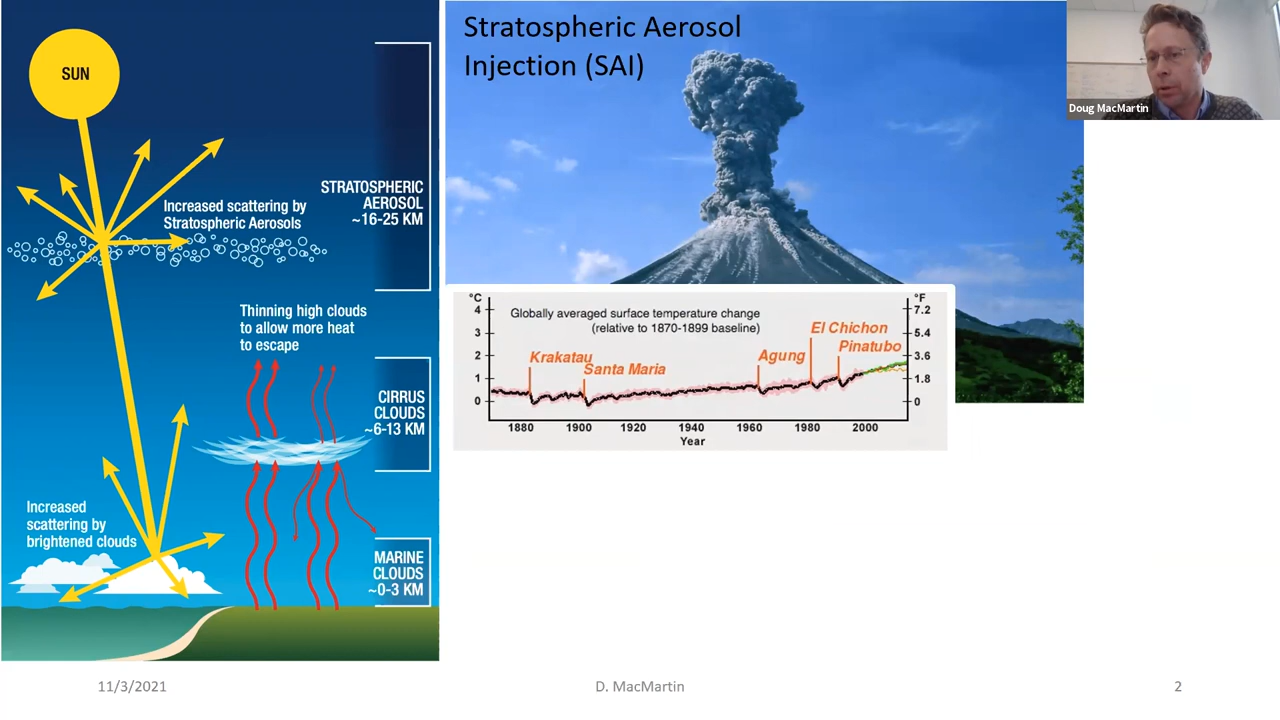 SUN
Increased scattering by
Stratospheric Aerosols
STRATOSPHERIC
AEROSOL
~16-25 KM
Thinning high clouds
to allow more heat
to escape
CIRRUS
CLOUDS
~6-13 KM
Increased
scattering by
brightened clouds
MARINE
CLOUDS
~0-3 KM
Stratospheric Aerosol
Injection (SAI)
Doug MacMartin
°C
°F
Globally averaged surface temperature change
(relative to 1870-1899 baseline)
4
3
2
1
0
7.2
5.4
3.6
1.8
0
Krakatau
Santa Maria
Agung
El Chichon
Pinatubo
1880 1900 1920 1940 1960 1980 2000
Year
11/3/2021
D. MacMartin
2